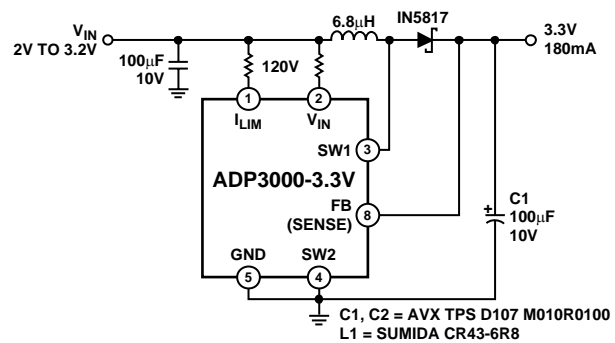 V_IN
2V TO 3.2V
100μF
10V
6.8μH
IN5817
3.3V
180mA
120V
1
2
I_LIM
V_IN
SW1
3
ADP3000-3.3V
FB
(SENSE)
8
GND
SW2
5
4
+
C1
100μF
10V
C1, C2 = AVX TPS D107 M010R0100
L1 = SUMIDA CR43-6R8